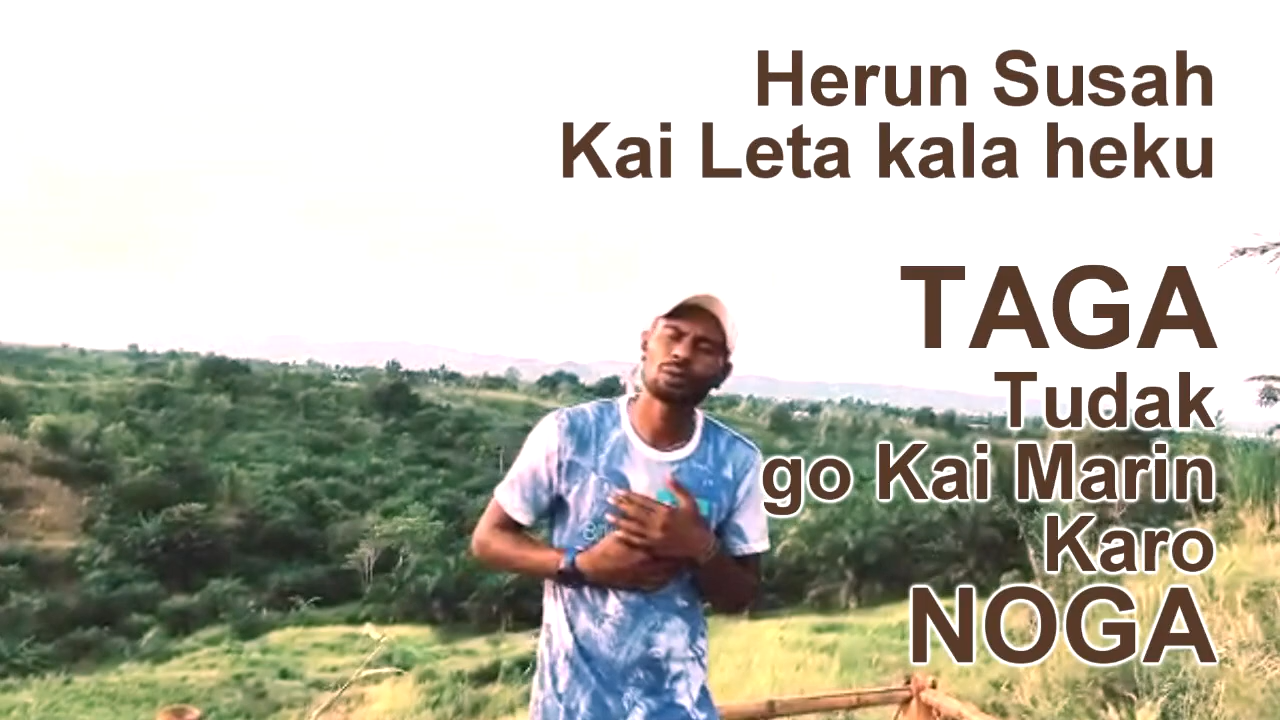 Herun Susah
Kai Leta kala heku
TAGA
Tudak
go Kai Marin
Karo
NOGA